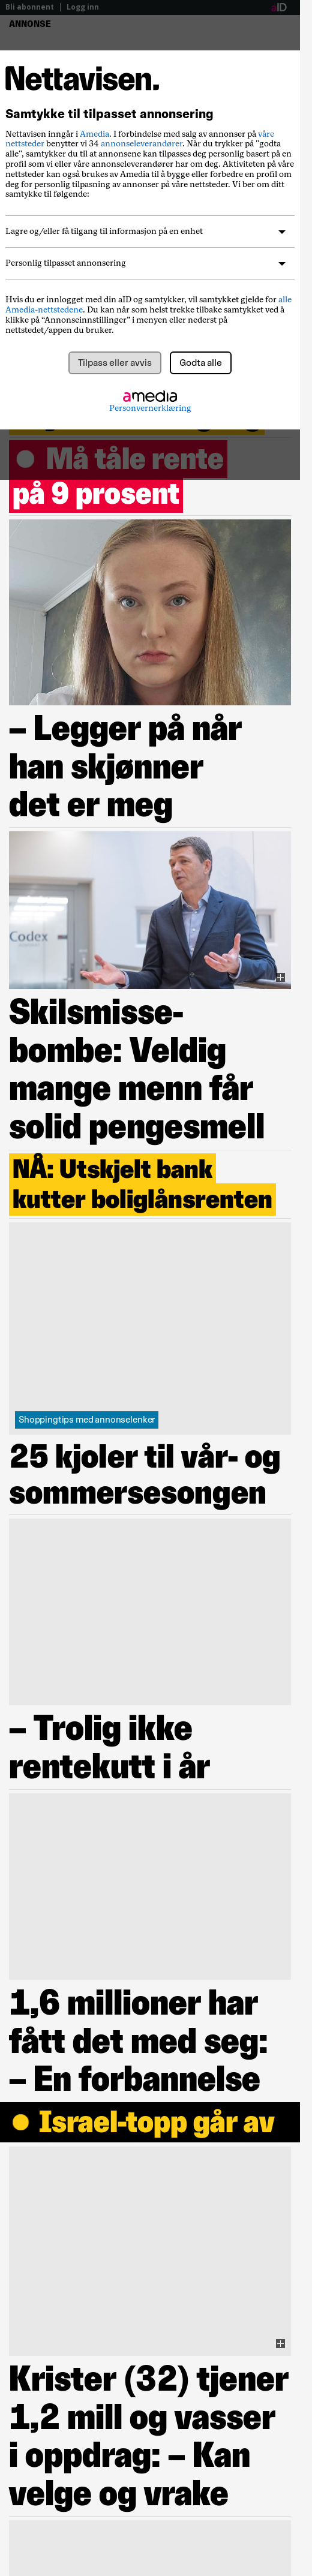 Bli abonnent | Logg inn
aID
ANNONSE
Nettavisen.
Samtykke til tilpasset annonsering
Nettavisen inngår i Amedia. I forbindelse med salg av annonser på våre
nettsteder benytter vi 34 annonseleverandører. Når du trykker på "godta
alle", samtykker du til at annonsene kan tilpasses deg personlig basert på en
profil som vi eller våre annonseleverandører har om deg. Aktiviteten på våre
nettsteder kan også brukes av Amedia til å bygge eller forbedre en profil om
deg for personlig tilpasning av annonser på våre nettsteder. Vi ber om ditt
samtykke til følgende:
Lagre og/eller få tilgang til informasjon på en enhet
Personlig tilpasset annonsering
Hvis du er innlogget med din aID og samtykker, vil samtykket gjelde for alle
Amedia-nettstedene. Du kan når som helst trekke tilbake samtykket ved å
klikke på “Annonseinnstillinger” i menyen eller nederst på
nettstedet/appen du bruker.
Tilpass eller avvis
Godta alle
amedia
Personvernerklæring
Må tåle rente
på 9 prosent
– Legger på når
han skjønner
det er meg
Codex
Skilsmisse-
bombe: Veldig
mange menn får
solid pengesmell
NÅ: Utskjelt bank
kutter boliglånsrenten
Shoppingtips med annonselenker
25 kjoler til vår- og
sommersesongen
– Trolig ikke
rentekutt i år
1,6 millioner har
fått det med seg:
– En forbannelse
Israel-topp går av
Krister (32) tjener
1,2 mill og vasser
i oppdrag: – Kan
velge og vrake